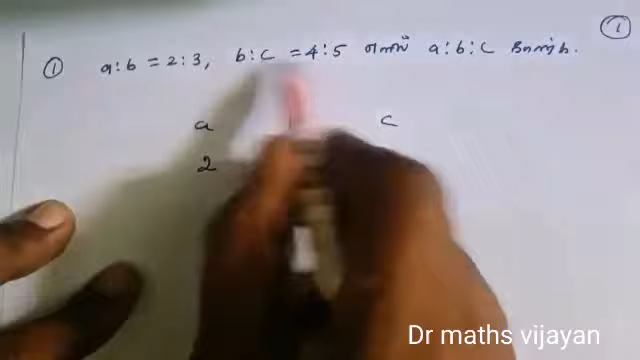 ①
① a:b = 2:3, b:c = 4:5 எனில் a:b:c காண்க.
a c
2
Dr maths vijayan